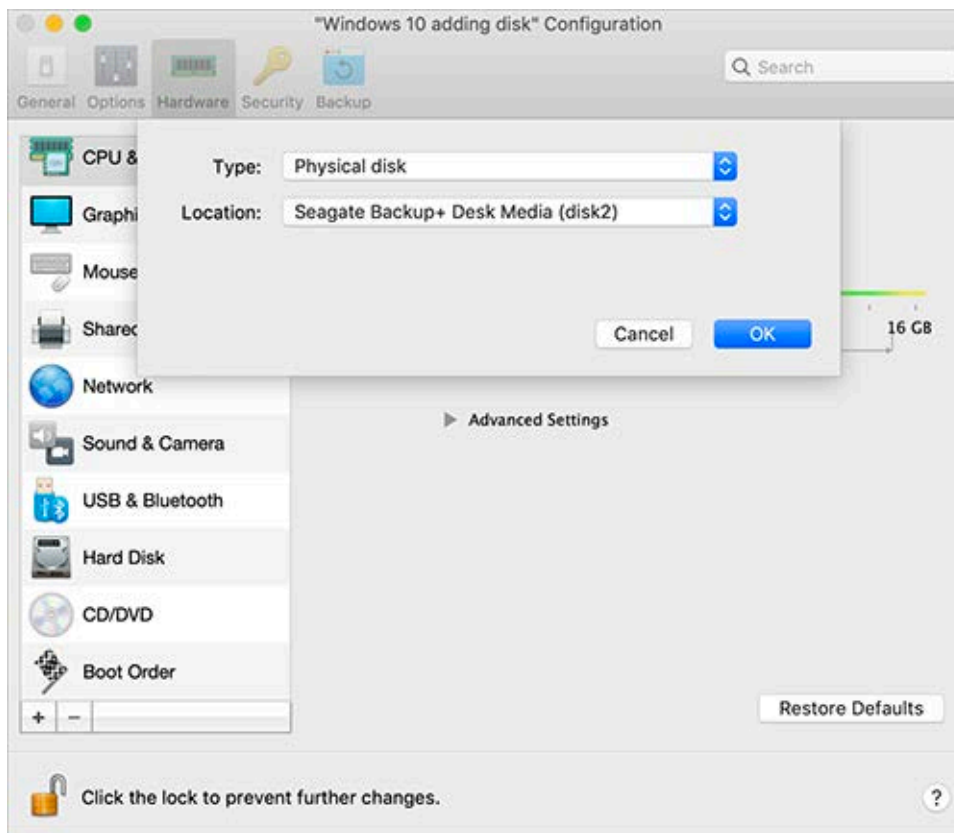 "Windows 10 adding disk" Configuration
General Options Hardware Security Backup
Search
CPU &
Graphi
Mouse
Shared
Network
Sound & Camera
USB & Bluetooth
Hard Disk
CD/DVD
Boot Order
+ −
Type: Physical disk
Location: Seagate Backup+ Desk Media (disk2)
Cancel OK
16 GB
Advanced Settings
Restore Defaults
Click the lock to prevent further changes.
?